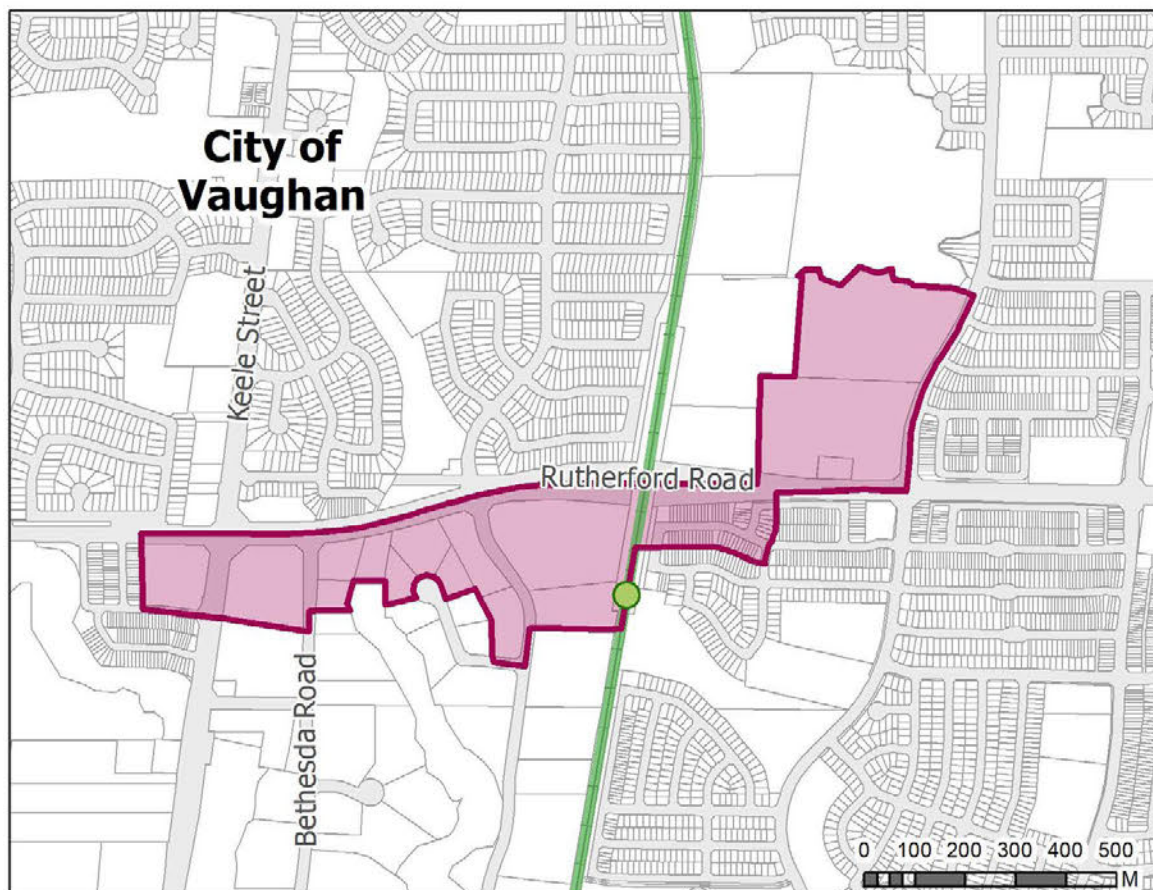 City of
Vaughan
Keele Street
Rutherford Road
Bethesda Road
0 100 200 300 400 500
M